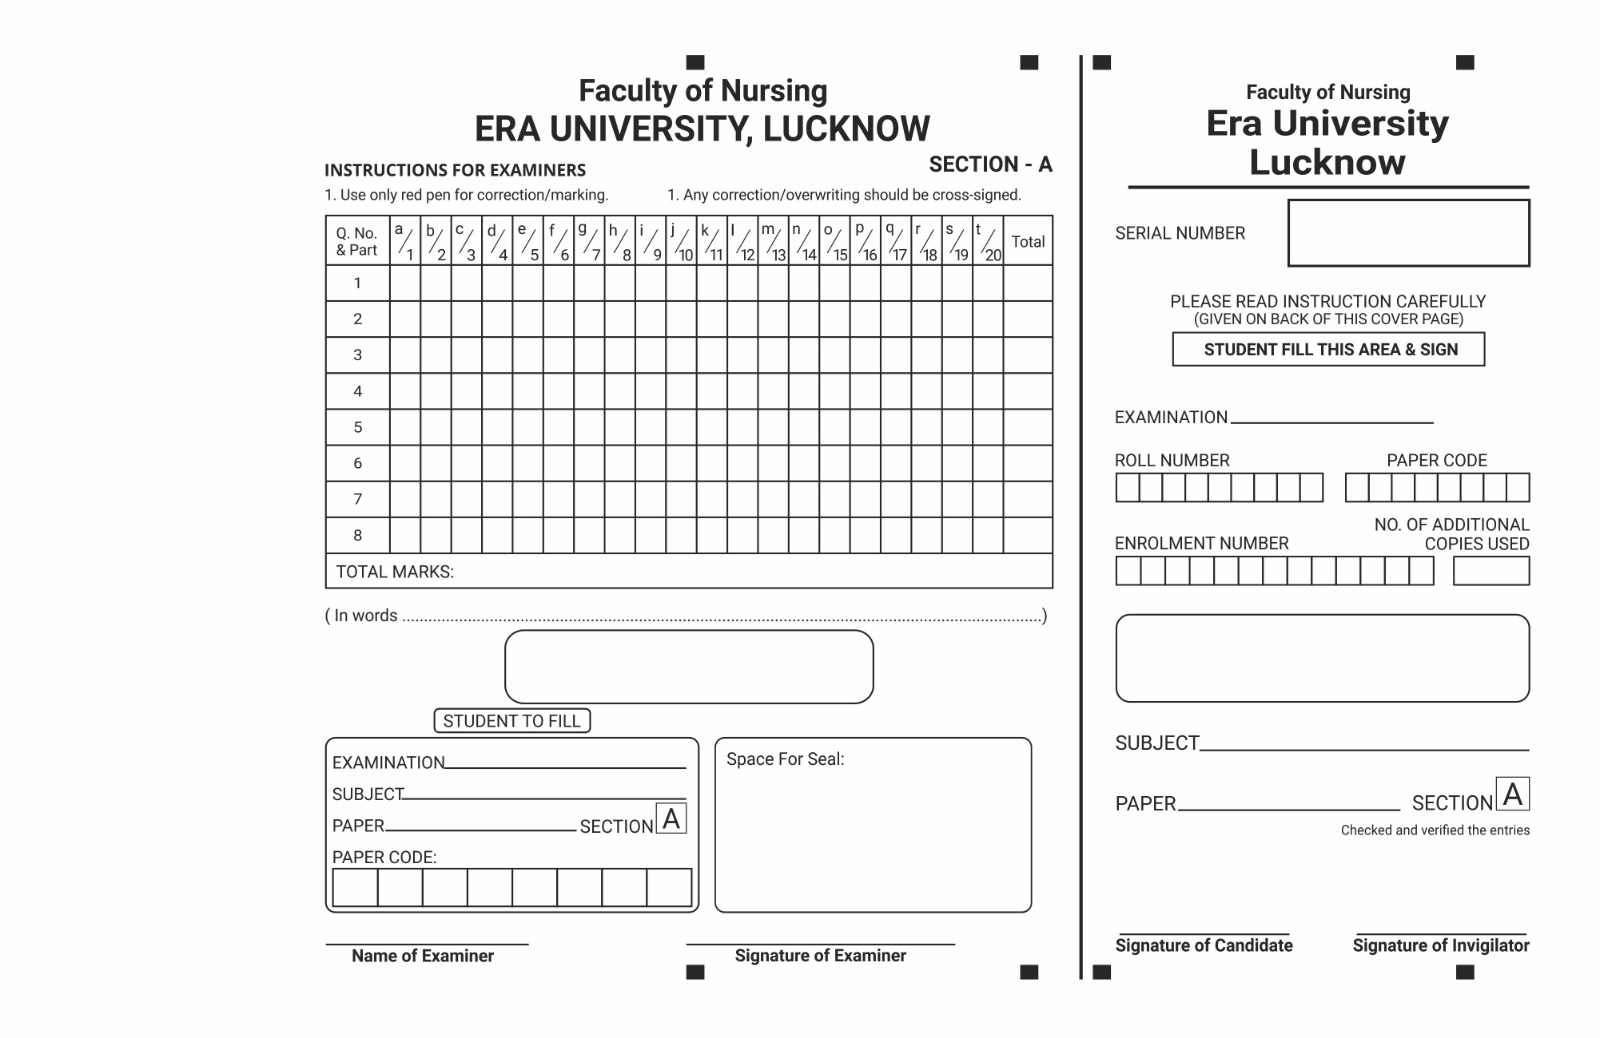 Faculty of Nursing
ERA UNIVERSITY, LUCKNOW
SECTION - A
INSTRUCTIONS FOR EXAMINERS
1. Use only red pen for correction/marking. 1. Any correction/overwriting should be cross-signed.
Q. No. & Part a/1 b/2 c/3 d/4 e/5 f/6 g/7 h/8 i/9 j/10 k/11 l/12 m/13 n/14 o/15 p/16 q/17 r/18 s/19 t/20 Total
1
2
3
4
5
6
7
8
TOTAL MARKS:
( In words ....................................................................................................)
STUDENT TO FILL
EXAMINATION
SUBJECT
PAPER SECTION A
PAPER CODE:
Space For Seal:
Name of Examiner Signature of Examiner
Faculty of Nursing
Era University
Lucknow
SERIAL NUMBER
PLEASE READ INSTRUCTION CAREFULLY
(GIVEN ON BACK OF THIS COVER PAGE)
STUDENT FILL THIS AREA & SIGN
EXAMINATION
ROLL NUMBER PAPER CODE
ENROLMENT NUMBER
NO. OF ADDITIONAL
COPIES USED
SUBJECT
PAPER SECTION A
Checked and verified the entries
Signature of Candidate Signature of Invigilator